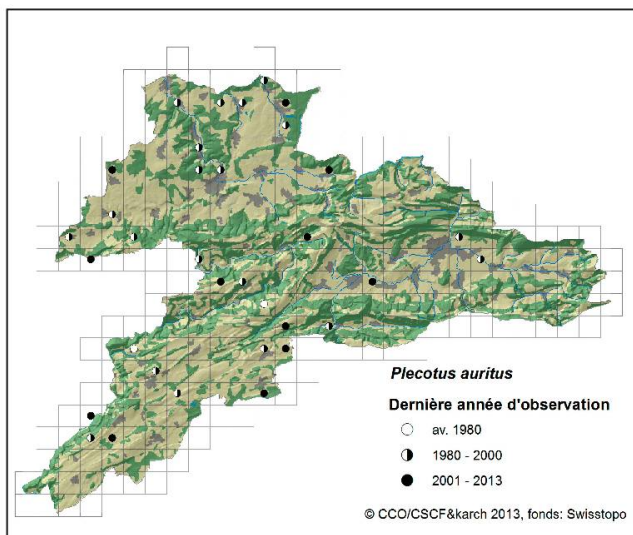 Plecotus auritus
Dernière année d'observation
av. 1980
1980 - 2000
2001 - 2013
© CCO/CSCF&karch 2013, fonds: Swisstopo